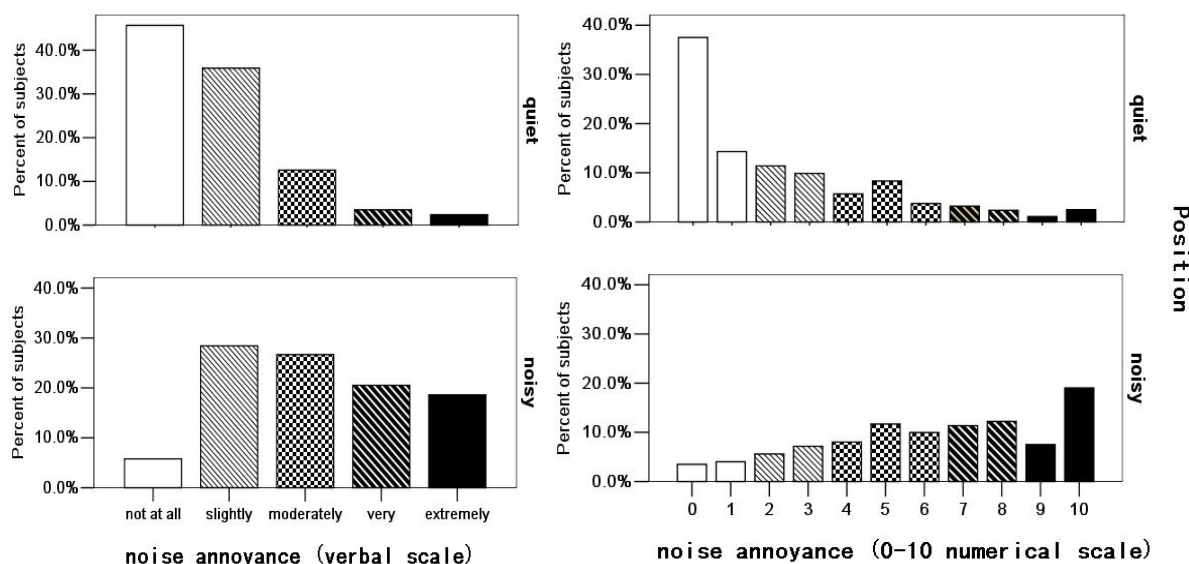 Percent of subjects
40.0%
30.0%
20.0%
10.0%
0.0%
quiet
Percent of subjects
40.0%
30.0%
20.0%
10.0%
0.0%
quiet
Position
Percent of subjects
40.0%
30.0%
20.0%
10.0%
0.0%
noisy
not at all slightly moderately very extremely
noise annoyance (verbal scale)
Percent of subjects
40.0%
30.0%
20.0%
10.0%
0.0%
noisy
0 1 2 3 4 5 6 7 8 9 10
noise annoyance (0-10 numerical scale)